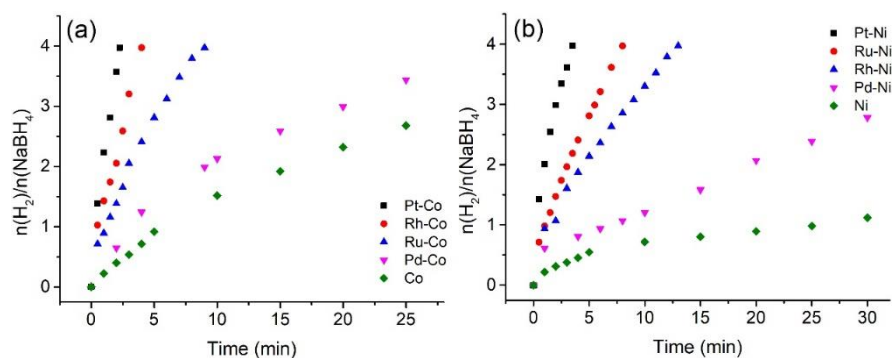 (a)
n(H2)/n(NaBH4)
4
3
2
1
0
Pt-Co
Rh-Co
Ru-Co
Pd-Co
Co
0 5 10 15 20 25
Time (min)
(b)
n(H2)/n(NaBH4)
4
3
2
1
0
Pt-Ni
Ru-Ni
Rh-Ni
Pd-Ni
Ni
0 5 10 15 20 25 30
Time (min)